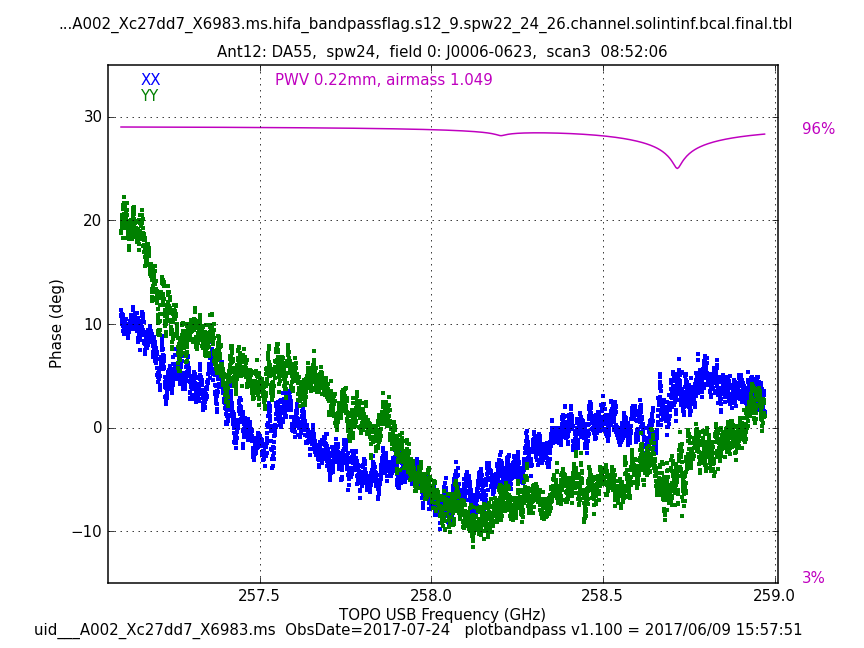 ...A002_Xc27dd7_X6983.ms.hifa_bandpassflag.s12_9.spw22_24_26.channel.solintinf.bcal.final.tbl
Ant12: DA55, spw24, field 0: J0006-0623, scan3 08:52:06
XX
YY
PWV 0.22mm, airmass 1.049
96%
3%
30
20
10
0
−10
Phase (deg)
257.5
258.0
258.5
259.0
TOPO USB Frequency (GHz)
uid___A002_Xc27dd7_X6983.ms ObsDate=2017-07-24 plotbandpass v1.100 = 2017/06/09 15:57:51